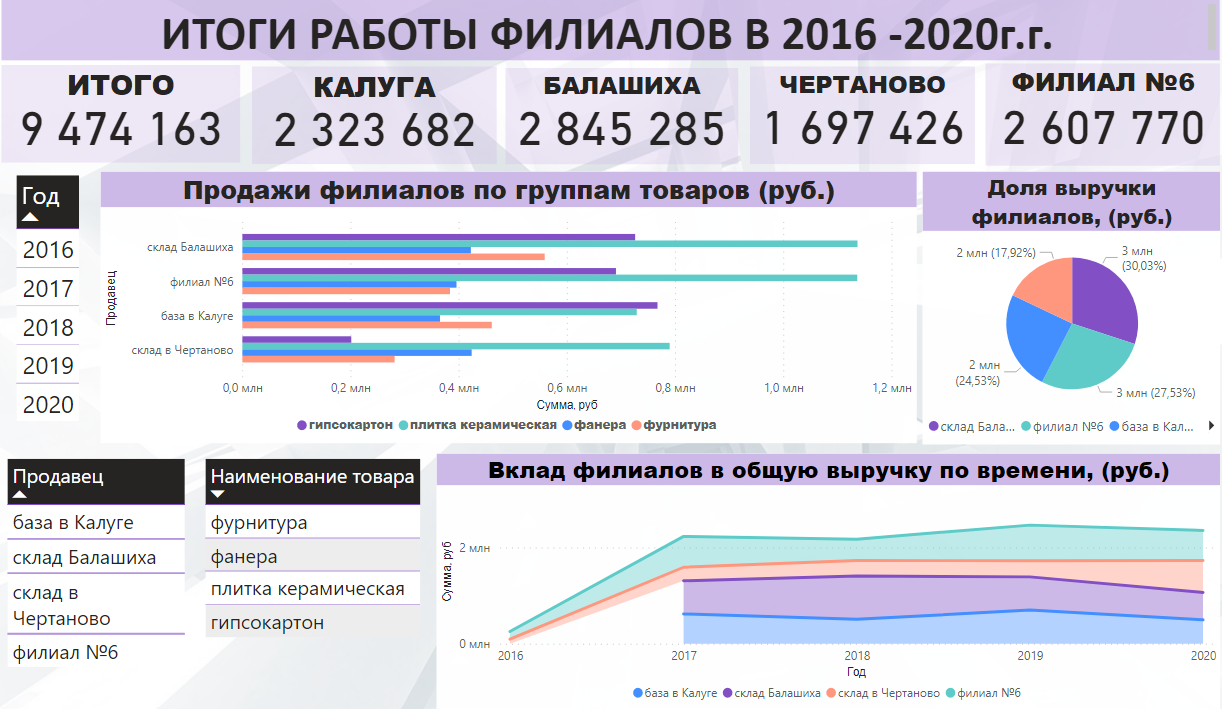 ИТОГИ РАБОТЫ ФИЛИАЛОВ В 2016 -2020г.г.
ИТОГО
9 474 163
КАЛУГА
2 323 682
БАЛАШИХА
2 845 285
ЧЕРТАНОВО
1 697 426
ФИЛИАЛ №6
2 607 770
Год
2016
2017
2018
2019
2020
Продажи филиалов по группам товаров (руб.)
Продавец
склад Балашиха
филиал №6
база в Калуге
склад в Чертаново
0,0 млн
0,2 млн
0,4 млн
0,6 млн
0,8 млн
1,0 млн
1,2 млн
Сумма, руб
гипсокартон плитка керамическая фанера фурнитура
Доля выручки
филиалов, (руб.)
2 млн (17,92%)
3 млн
(30,03%)
2 млн
(24,53%)
3 млн (27,53%)
склад Бала... филиал №6 база в Кал...
Продавец
база в Калуге
склад Балашиха
склад в
Чертаново
филиал №6
Наименование товара
фурнитура
фанера
плитка керамическая
гипсокартон
Вклад филиалов в общую выручку по времени, (руб.)
Сумма, руб
2 млн
0 млн
2016
2017
2018
2019
2020
Год
база в Калуге склад Балашиха склад в Чертаново филиал №6